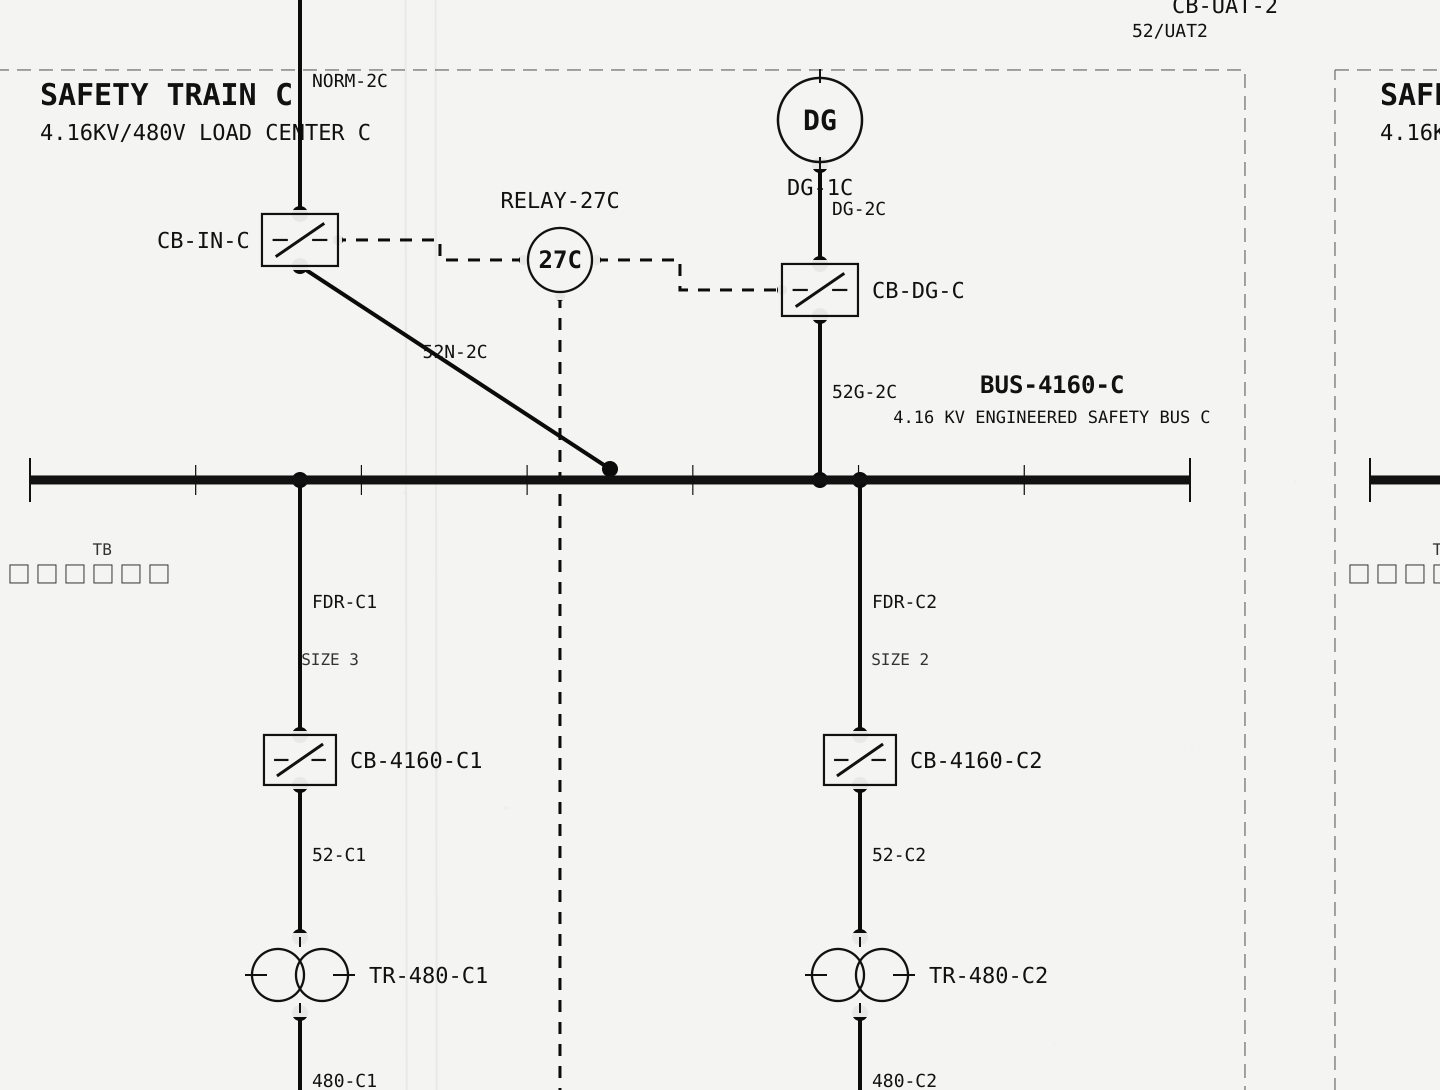 CB-UAT-2
52/UAT2
SAFETY TRAIN C
NORM-2C
4.16KV/480V LOAD CENTER C
DG
DG-1C
DG-2C
RELAY-27C
27C
CB-IN-C
CB-DG-C
52N-2C
52G-2C
BUS-4160-C
4.16 KV ENGINEERED SAFETY BUS C
TB
FDR-C1
FDR-C2
SIZE 3
SIZE 2
CB-4160-C1
CB-4160-C2
52-C1
52-C2
TR-480-C1
TR-480-C2
480-C1
480-C2